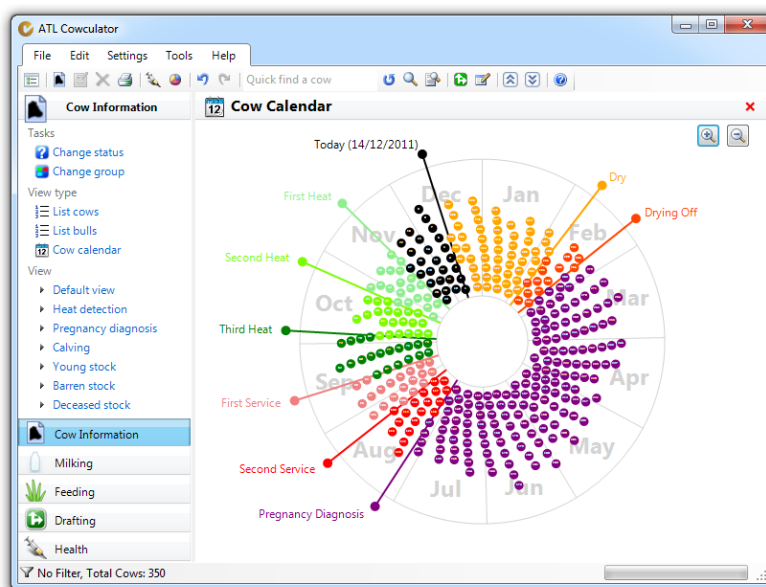 ATL Cowculator
File Edit Settings Tools Help
Quick find a cow
Cow Information
12 Cow Calendar
Tasks
Change status
Change group
View type
List cows
List bulls
Cow calendar
View
Default view
Heat detection
Pregnancy diagnosis
Calving
Young stock
Barren stock
Deceased stock
Cow Information
Milking
Feeding
Drafting
Health
No Filter, Total Cows: 350
Today (14/12/2011)
Dry
Drying Off
First Heat
Second Heat
Third Heat
First Service
Second Service
Pregnancy Diagnosis
Jan
Feb
Mar
Apr
May
Jun
Jul
Aug
Sep
Oct
Nov
Dec